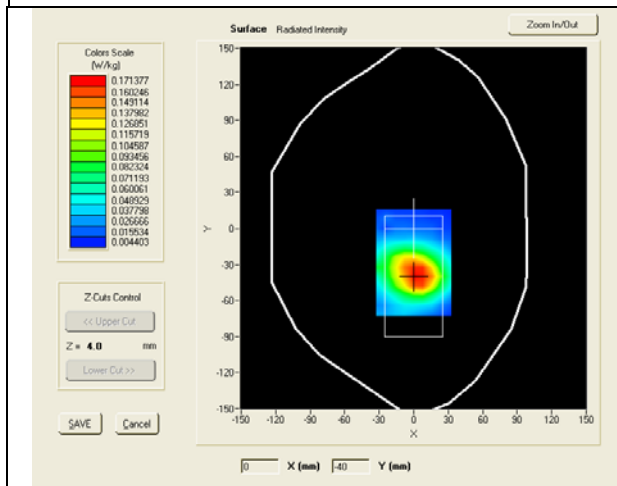 Surface Radiated Intensity
Zoom In/Out
Colors Scale
(W/kg)
0.171377
0.160246
0.149114
0.137982
0.126851
0.115719
0.104587
0.093456
0.082324
0.071193
0.060061
0.048929
0.037798
0.026666
0.015534
0.004403
150-
120-
90-
60-
30-
0-
-30-
-60-
-90-
-120-
-150-
Y
-150 -120 -90 -60 -30 0 30 60 90 120 150
X
Z-Cuts Control
<< Upper Cut
Z = 4.0 mm
Lower Cut >>
SAVE Cancel
0 X (mm) -40 Y (mm)